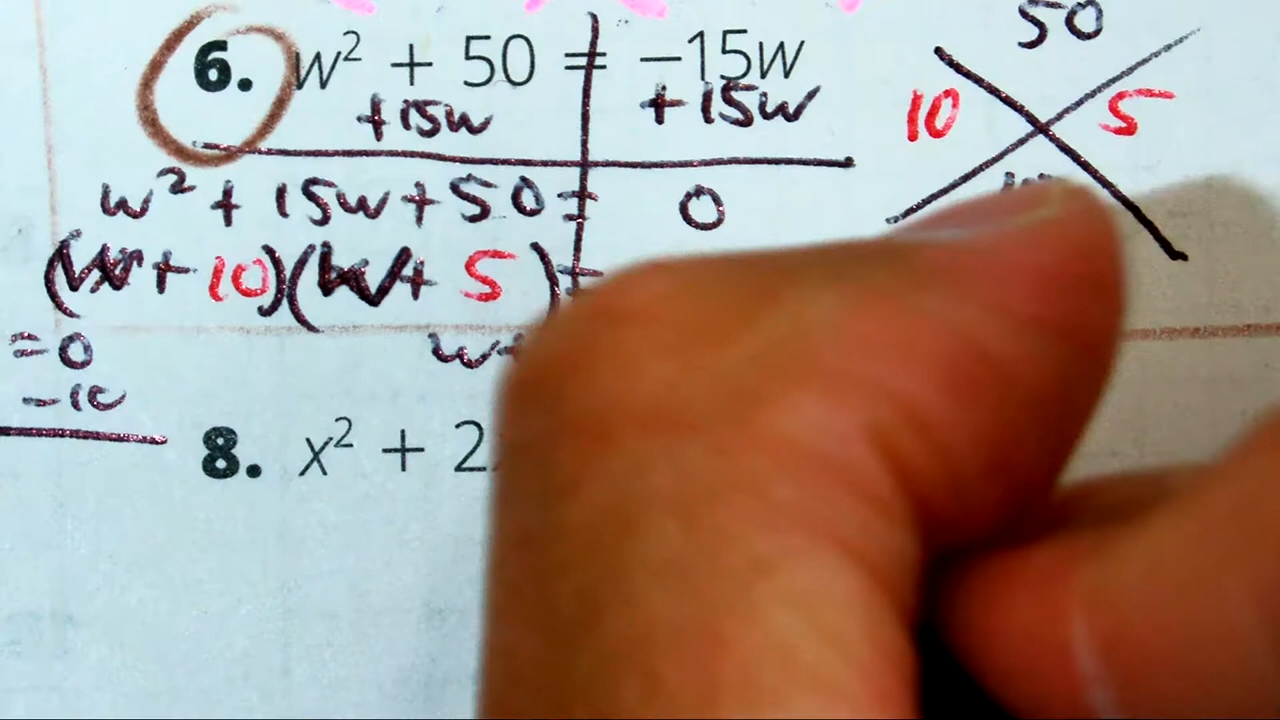 50
6. w² + 50 = -15w
+15w +15w
10 5
w² + 15w + 50 = 0
(w + 10)(w + 5) =
= 0
w+
-10
8. x² + 2